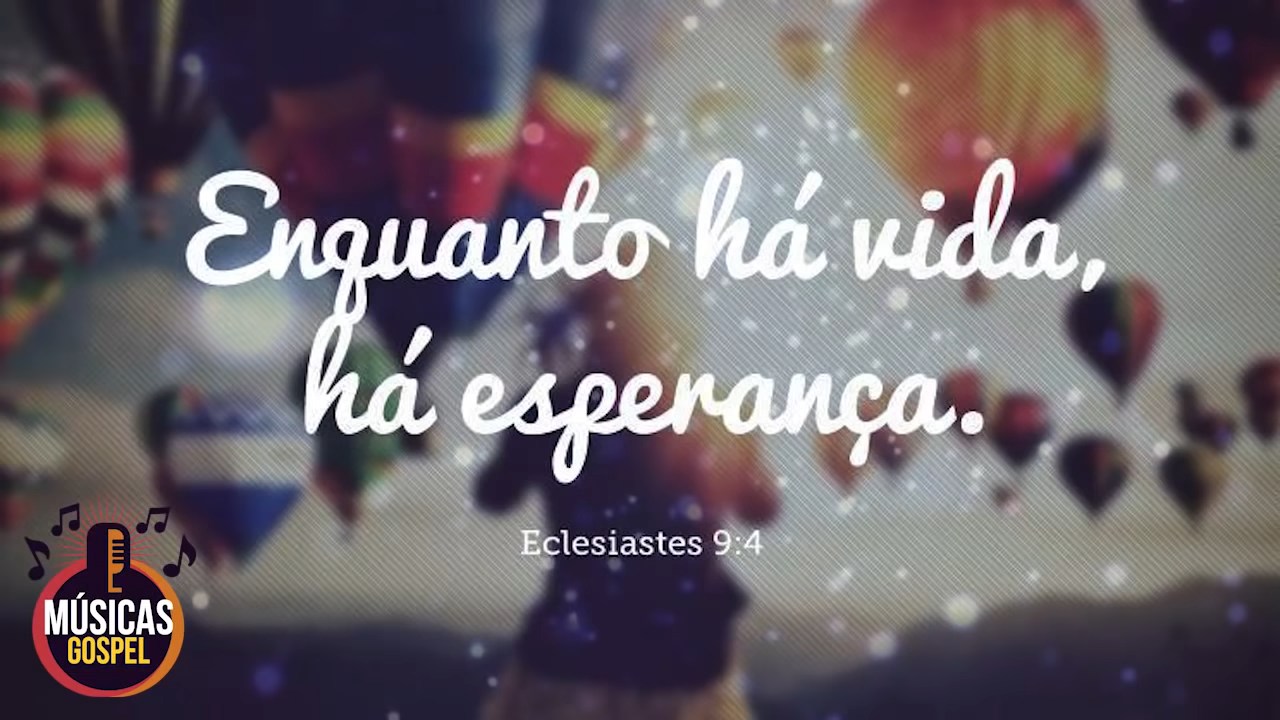 Enquanto há vida,
há esperança.
Eclesiastes 9:4
MÚSICAS
GOSPEL